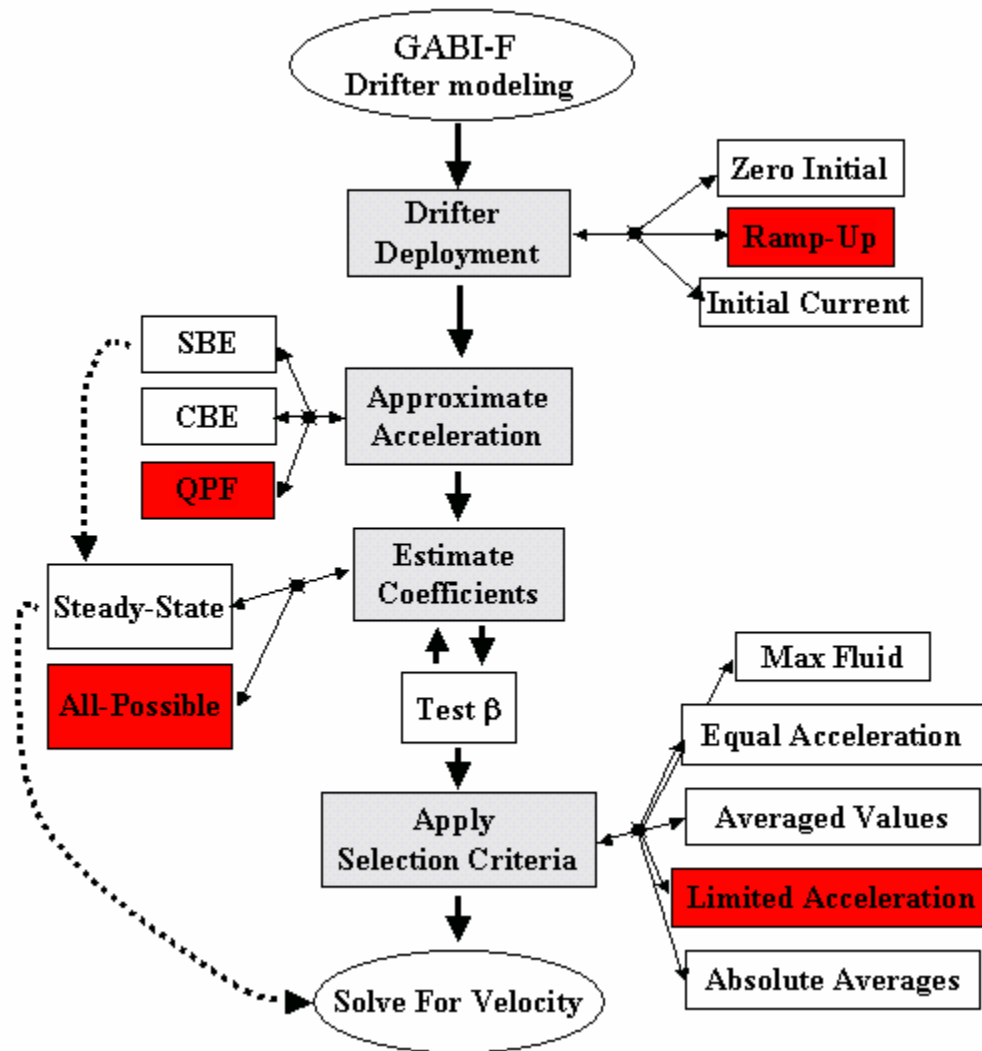 GABI-F
Drifter modeling
Zero Initial
Drifter
Deployment
Ramp-Up
Initial Current
SBE
Approximate
Acceleration
CBE
QPF
Estimate
Coefficients
Steady-State
All-Possible
Test β
Max Fluid
Equal Acceleration
Apply
Selection Criteria
Averaged Values
Limited Acceleration
Absolute Averages
Solve For Velocity